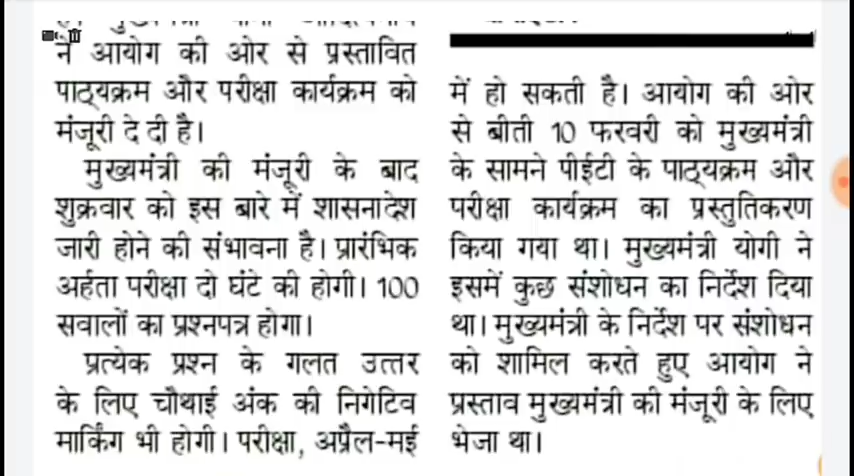 ने आयोग की ओर से प्रस्तावित
पाठ्यक्रम और परीक्षा कार्यक्रम को
मंजूरी दे दी है।
मुख्यमंत्री की मंजूरी के बाद
शुक्रवार को इस बारे में शासनादेश
जारी होने की संभावना है। प्रारंभिक
अर्हता परीक्षा दो घंटे की होगी। 100
सवालों का प्रश्नपत्र होगा।
प्रत्येक प्रश्न के गलत उत्तर
के लिए चौथाई अंक की निगेटिव
मार्किंग भी होगी। परीक्षा, अप्रैल-मई
में हो सकती है। आयोग की ओर
से बीती 10 फरवरी को मुख्यमंत्री
के सामने पीईटी के पाठ्यक्रम और
परीक्षा कार्यक्रम का प्रस्तुतिकरण
किया गया था। मुख्यमंत्री योगी ने
इसमें कुछ संशोधन का निर्देश दिया
था। मुख्यमंत्री के निर्देश पर संशोधन
को शामिल करते हुए आयोग ने
प्रस्ताव मुख्यमंत्री की मंजूरी के लिए
भेजा था।